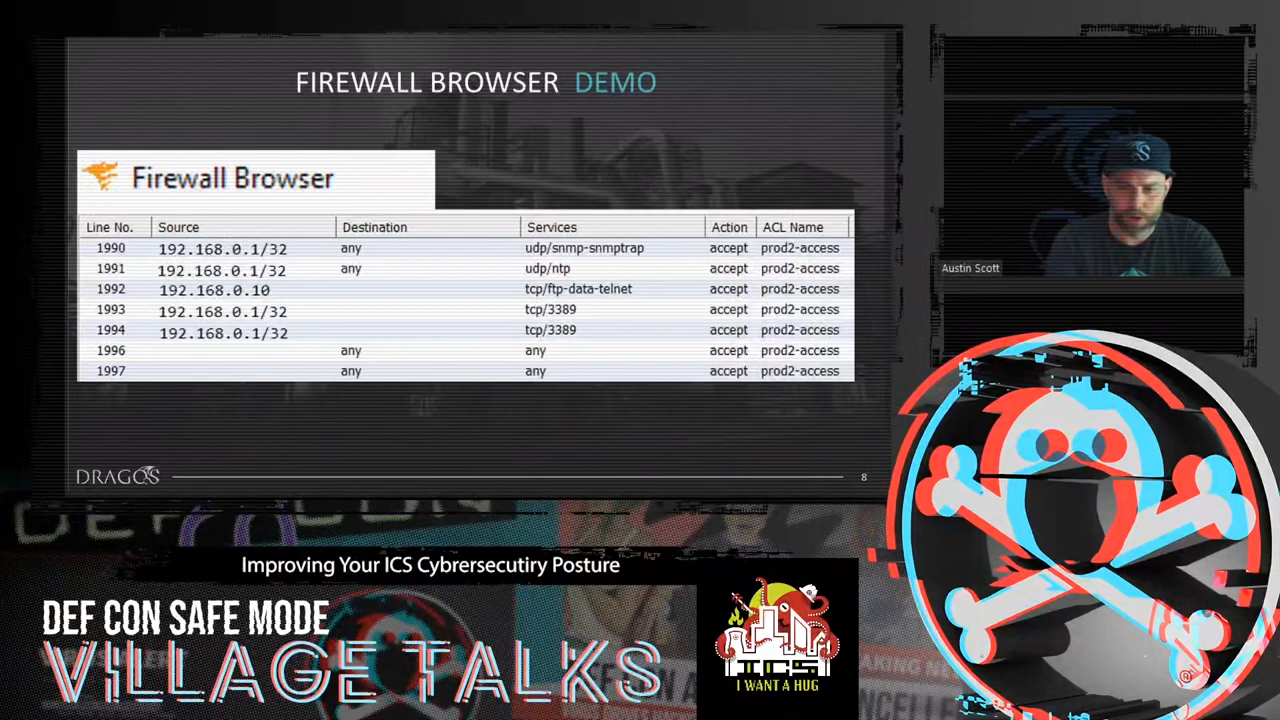 FIREWALL BROWSER DEMO
Firewall Browser
Line No. Source Destination Services Action ACL Name
1990 192.168.0.1/32 any udp/snmp-snmptrap accept prod2-access
1991 192.168.0.1/32 any udp/ntp accept prod2-access
1992 192.168.0.10 tcp/ftp-data-telnet accept prod2-access
1993 192.168.0.1/32 tcp/3389 accept prod2-access
1994 192.168.0.1/32 tcp/3389 accept prod2-access
1996 any any accept prod2-access
1997 any any accept prod2-access
DRAGOS
8
Austin Scott
DEF CON
Improving Your ICS Cybrersecutiry Posture
DEF CON SAFE MODE
VILLAGE TALKS
ICS
I WANT A HUG
®